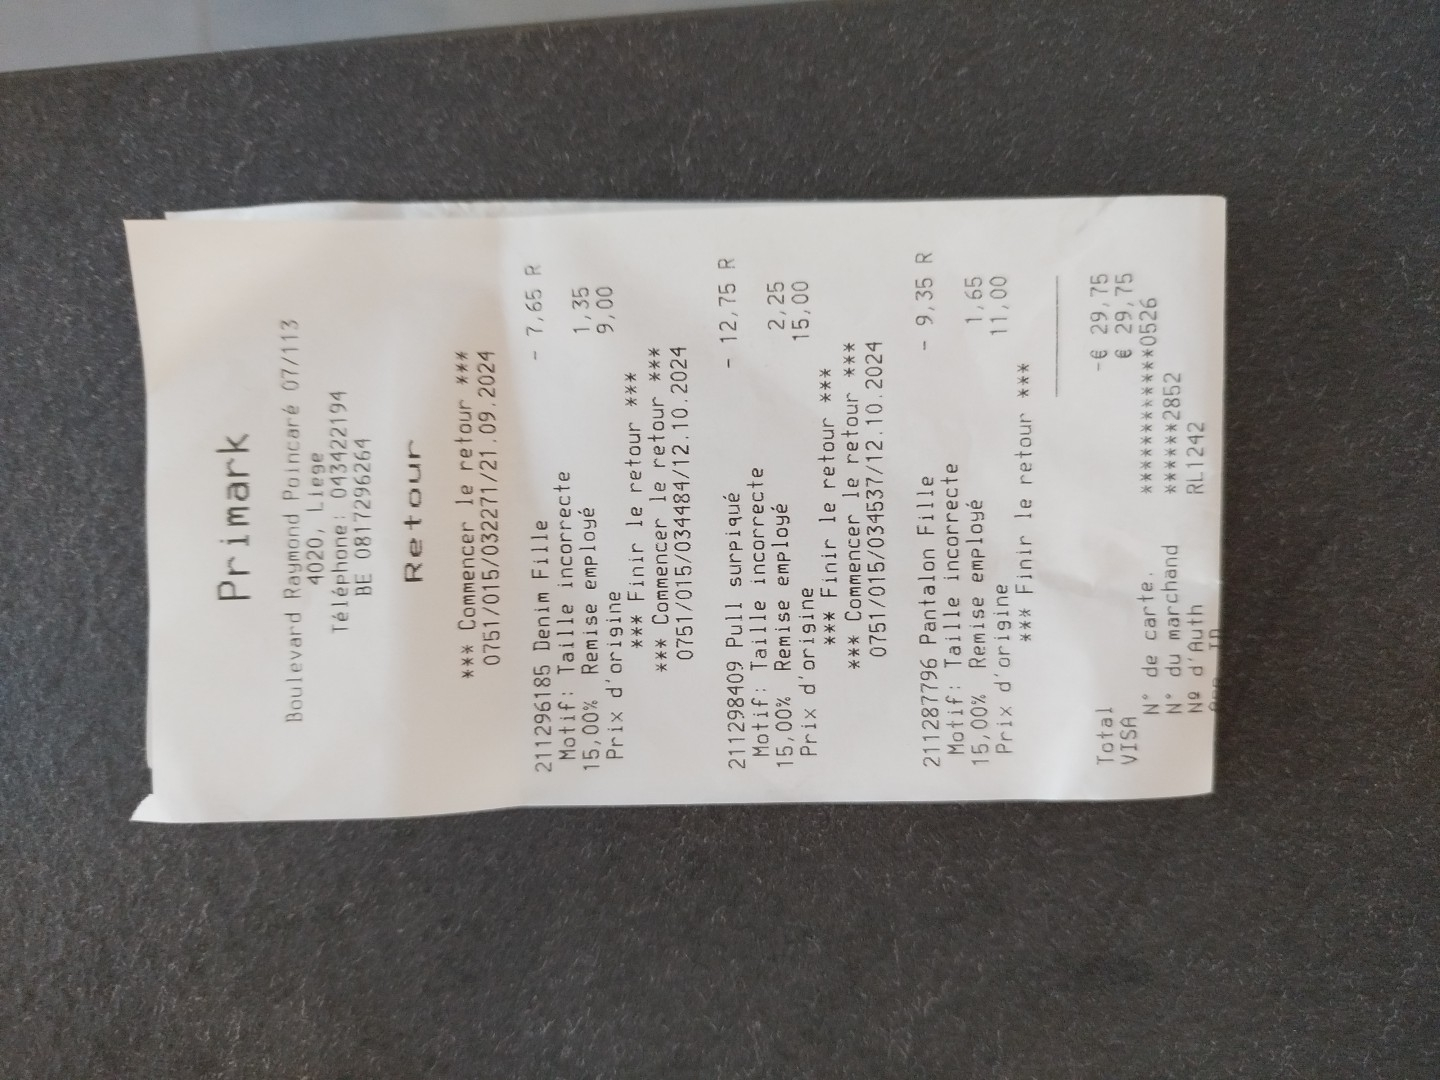 Primark
Boulevard Raymond Poincaré 07/113
4020, Liege
Téléphone: 043422194
BE 0817296264
Retour
*** Commencer le retour ***
0751/015/032271/21.09.2024
211296185 Denim Fille - 7,65 R
Motif: Taille incorrecte
15,00% Remise employé 1,35
Prix d'origine 9,00
*** Finir le retour ***
*** Commencer le retour ***
0751/015/034484/12.10.2024
211298409 Pull surpiqué - 12,75 R
Motif: Taille incorrecte
15,00% Remise employé 2,25
Prix d'origine 15,00
*** Finir le retour ***
*** Commencer le retour ***
0751/015/034537/12.10.2024
211287796 Pantalon Fille - 9,35 R
Motif: Taille incorrecte
15,00% Remise employé 1,65
Prix d'origine 11,00
*** Finir le retour ***
Total -€ 29,75
VISA € 29,75
N° de carte. ************0526
N° du marchand ******2852
Nº d'Auth RL1242